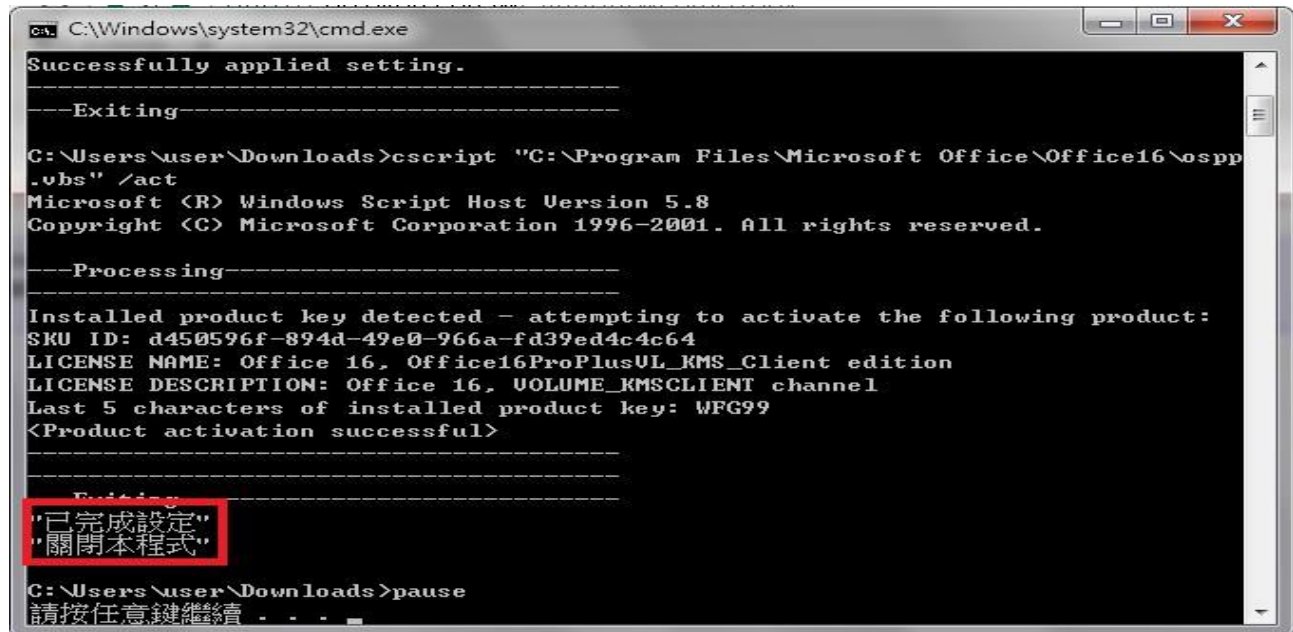 C:\Windows\system32\cmd.exe
Successfully applied setting.
---------------------------------------
---Exiting-----------------------------
C:\Users\user\Downloads>cscript "C:\Program Files\Microsoft Office\Office16\ospp
.vbs" /act
Microsoft (R) Windows Script Host Version 5.8
Copyright (C) Microsoft Corporation 1996-2001. All rights reserved.
---Processing--------------------------
---------------------------------------
Installed product key detected - attempting to activate the following product:
SKU ID: d450596f-894d-49e0-966a-fd39ed4c4c64
LICENSE NAME: Office 16, Office16ProPlusVL_KMS_Client edition
LICENSE DESCRIPTION: Office 16, VOLUME_KMSCLIENT channel
Last 5 characters of installed product key: WFG99
<Product activation successful>
---------------------------------------
---------------------------------------
---Exiting-----------------------------
"已完成設定"
"關閉本程式"
C:\Users\user\Downloads>pause
請按任意鍵繼續 . . .